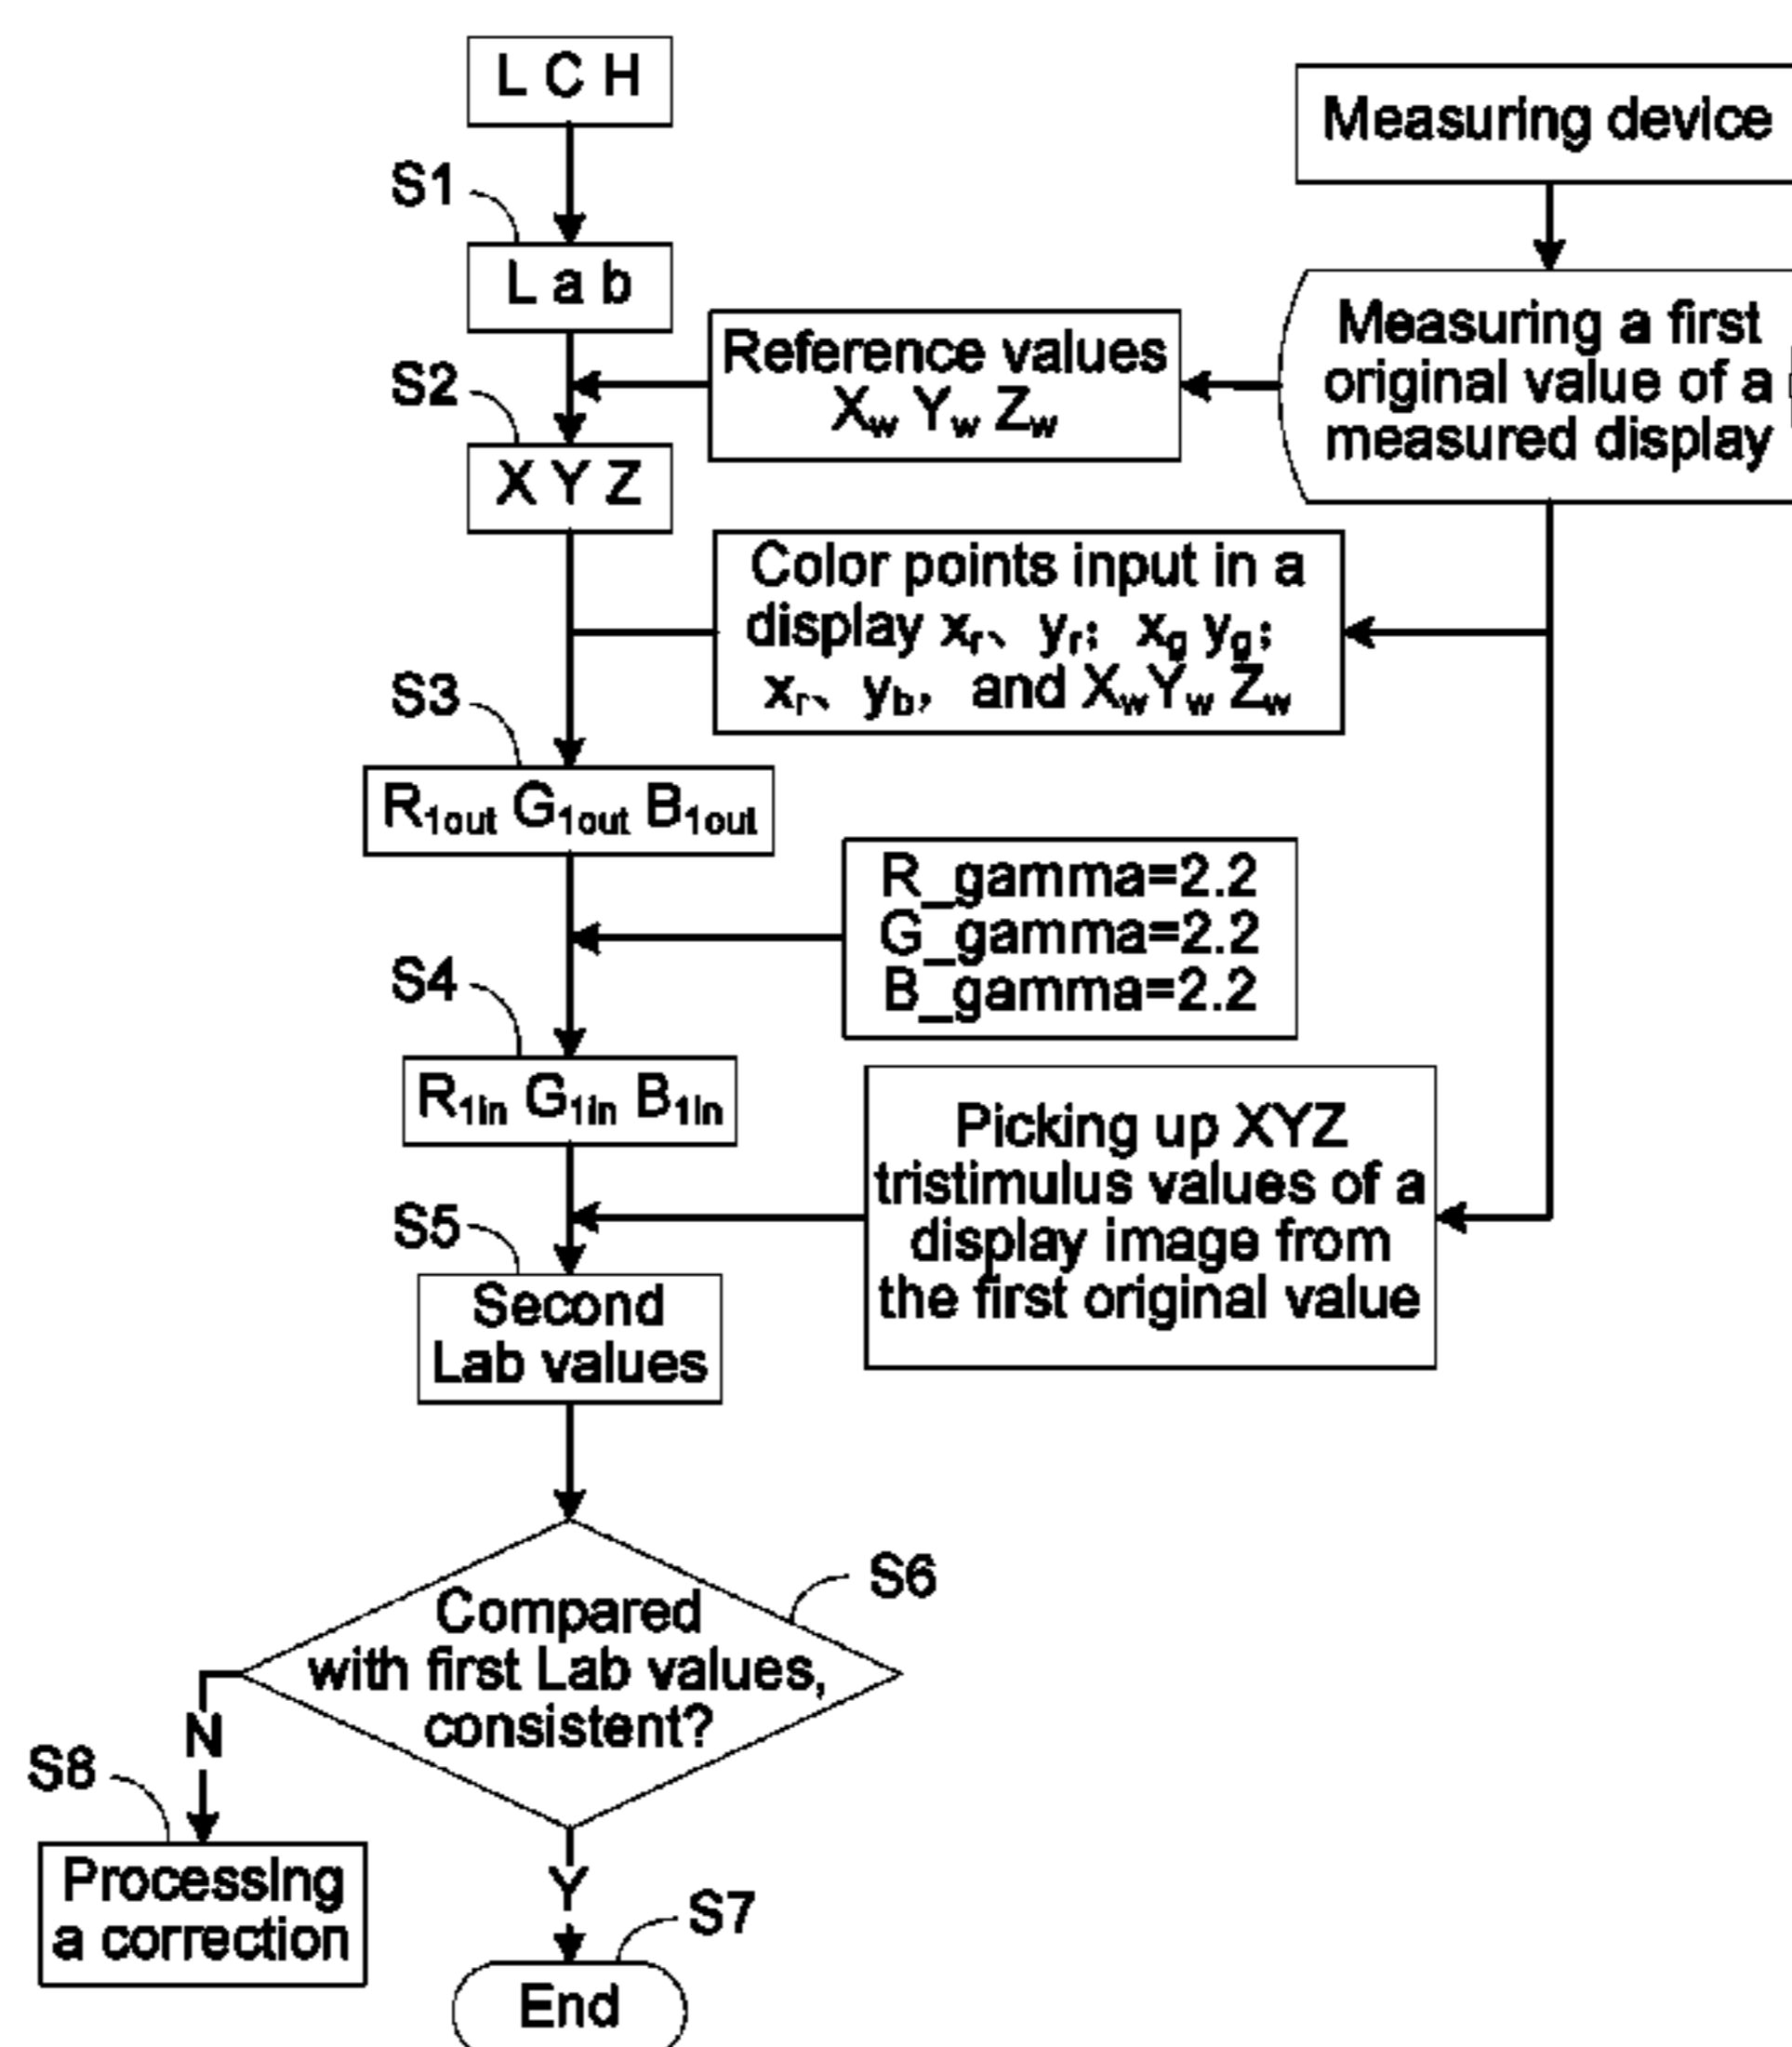 L C H
Measuring device
S1
L a b
Measuring a first
original value of a
measured display
Reference values
Xw Yw Zw
S2
X Y Z
Color points input in a
display xr、yr； xg yg；
xr、yb， and XwYw Zw
S3
R1out G1out B1out
R_gamma=2.2
G_gamma=2.2
B_gamma=2.2
S4
R1in G1in B1in
Picking up XYZ
tristimulus values of a
display image from
the first original value
S5
Second
Lab values
S6
Compared
with first Lab values,
consistent?
N
S8
Processing
a correction
Y
S7
End